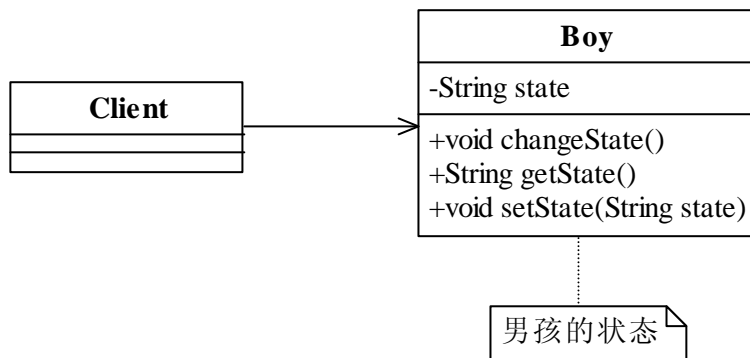 Client
Boy
-String state
+void changeState()
+String getState()
+void setState(String state)
男孩的状态